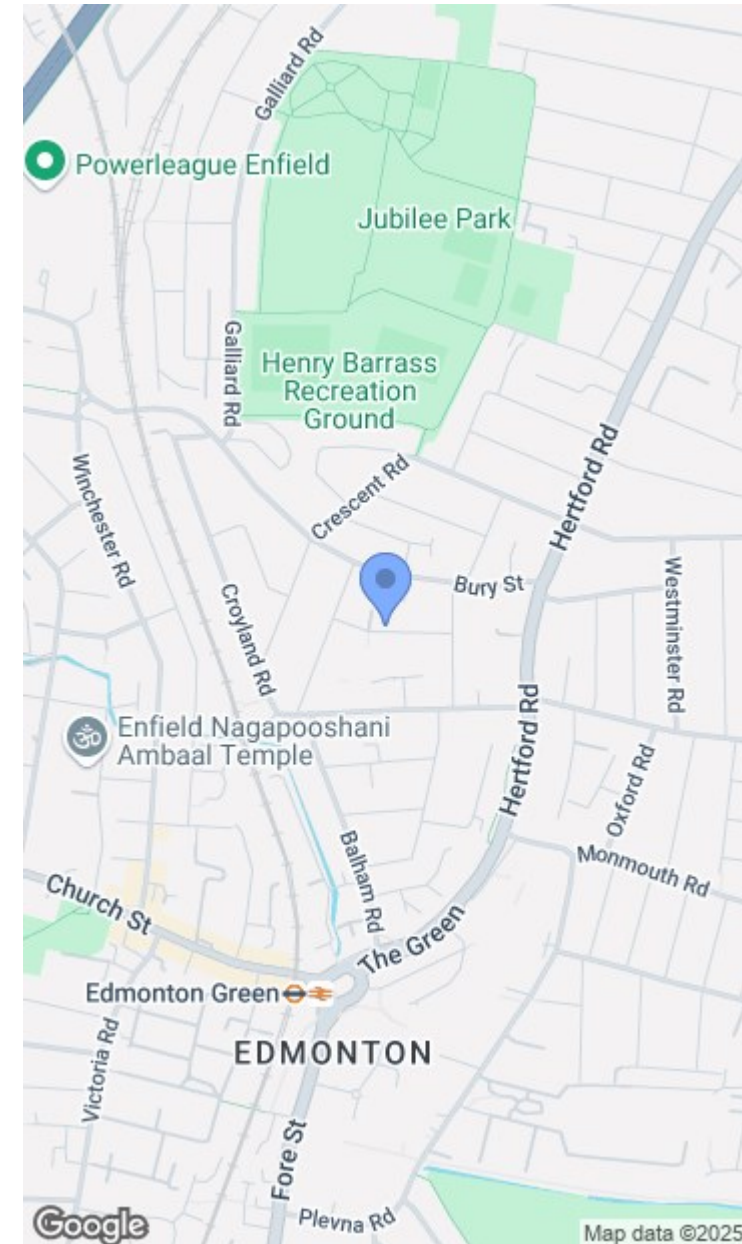 Galliard Rd
Powerleague Enfield
Jubilee Park
Galliard Rd
Henry Barrass
Recreation
Ground
Hertford Rd
Winchester Rd
Crescent Rd
Bury St
Westminster Rd
Croyland Rd
Enfield Nagapooshani
Ambaal Temple
Hertford Rd
Oxford Rd
Balham Rd
Monmouth Rd
Church St
The Green
Edmonton Green
EDMONTON
Victoria Rd
Fore St
Plevna Rd
Google
Map data ©2025